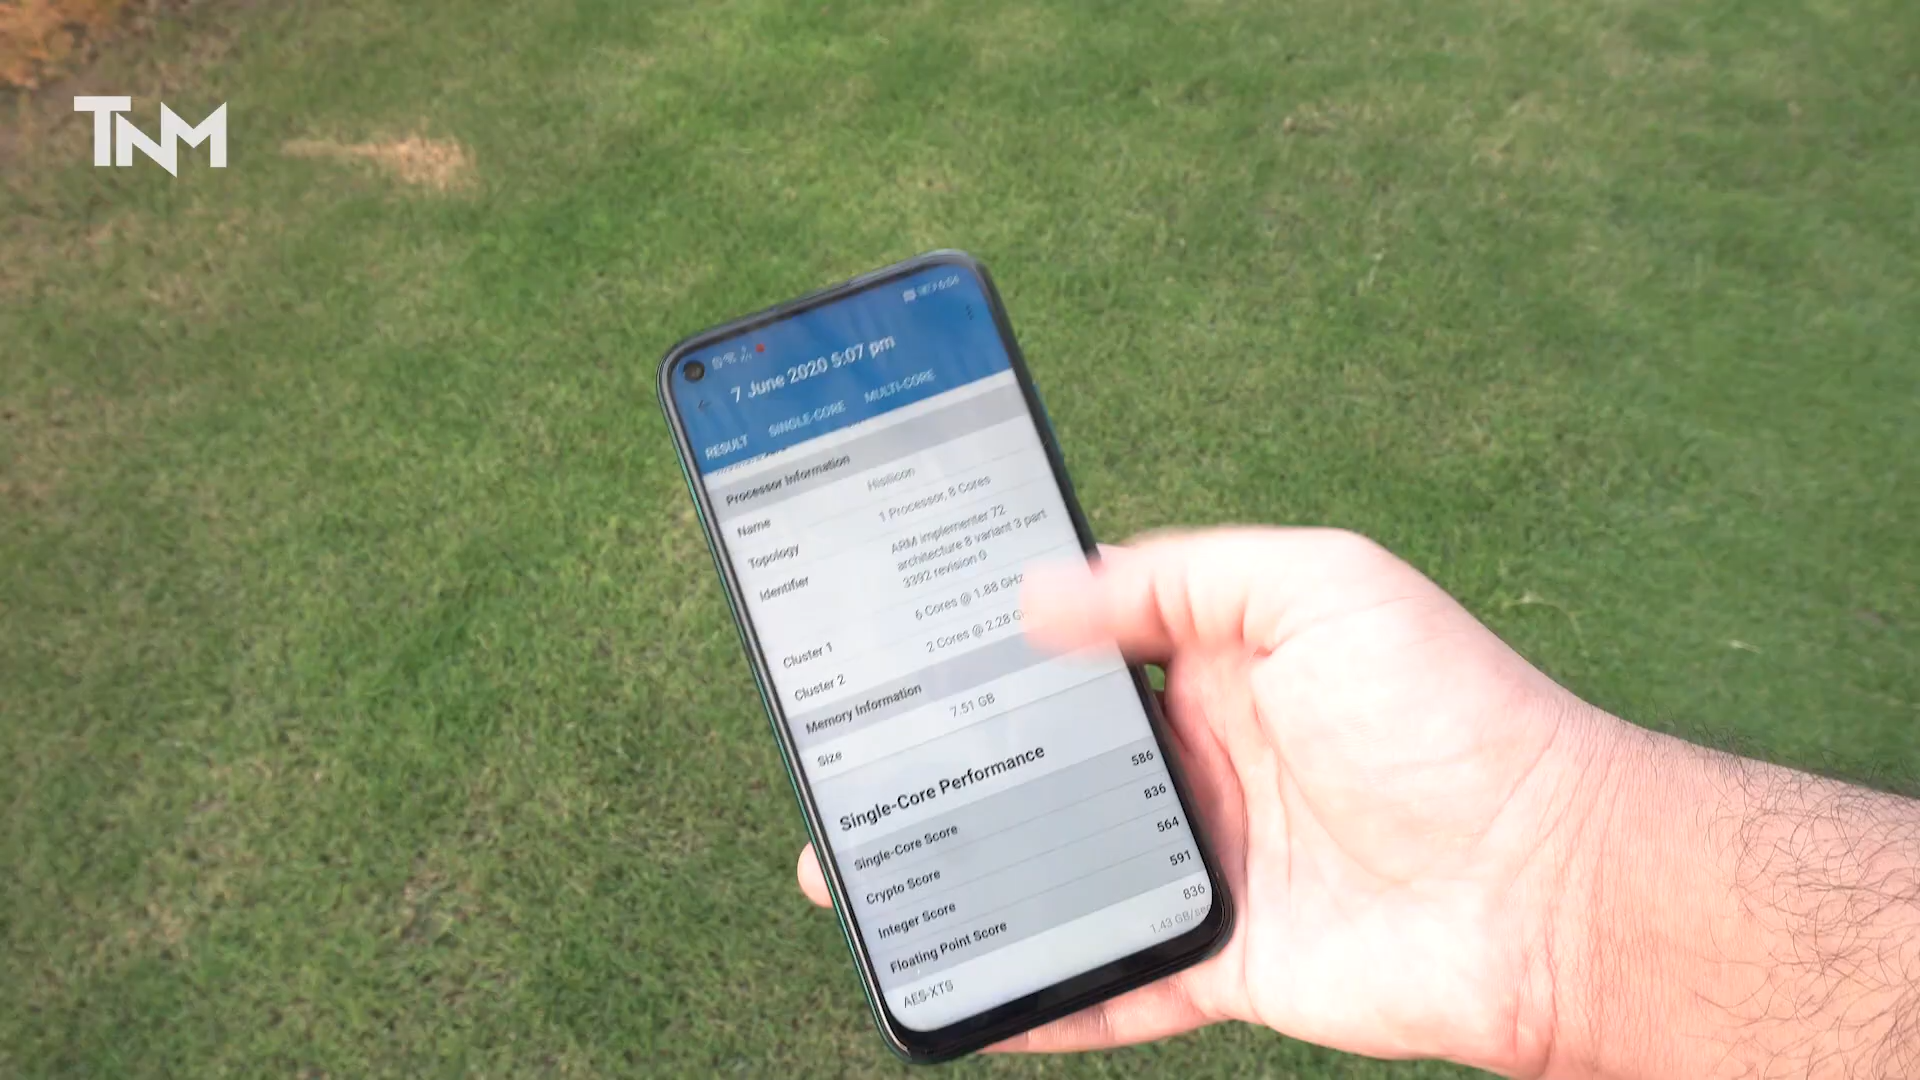 TNM
6:56
7 June 2020 5:07 pm
RESULT SINGLE-CORE MULTI-CORE
Processor Information
Name Hisilicon
Topology 1 Processor, 8 Cores
Identifier ARM implementer 72
architecture 8 variant 3 part
3392 revision 0
Cluster 1 6 Cores @ 1.88 GHz
Cluster 2 2 Cores @ 2.28
Memory Information
Size 7.51 GB
Single-Core Performance
Single-Core Score 586
Crypto Score 836
Integer Score 564
Floating Point Score 591
AES-XTS 836
1.43 GB/sec